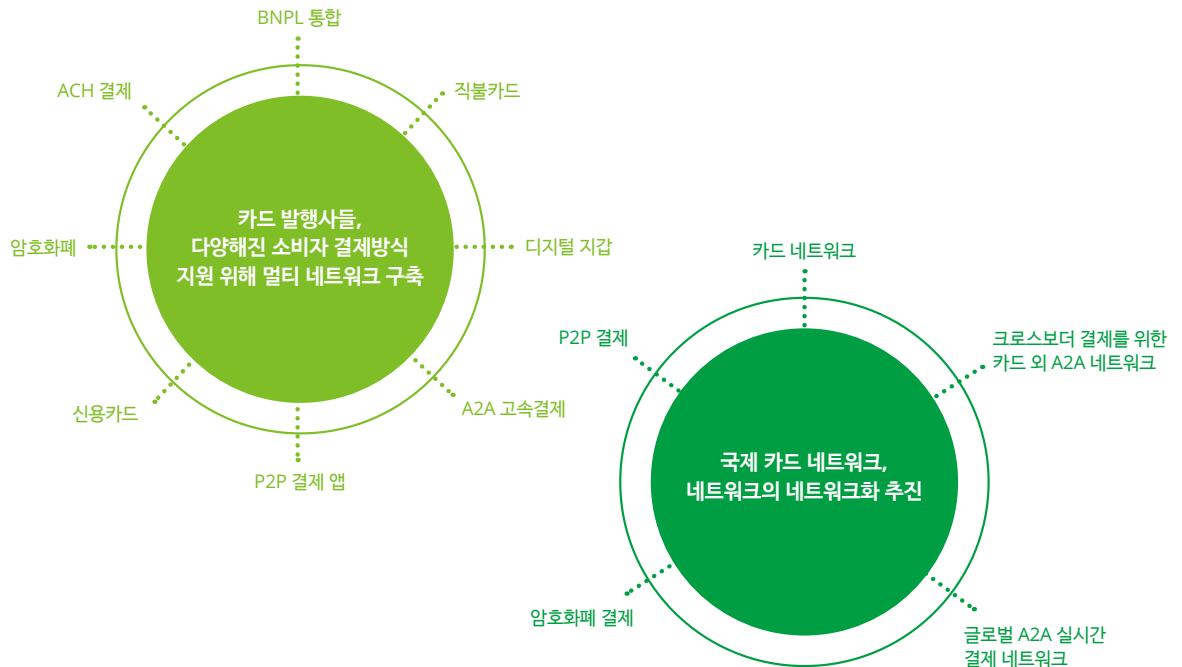 BNPL 통합
ACH 결제
직불카드
카드 발행사들,
다양해진 소비자 결제방식
지원 위해 멀티 네트워크 구축
암호화폐
디지털 지갑
신용카드
A2A 고속결제
P2P 결제 앱
카드 네트워크
P2P 결제
크로스보더 결제를 위한
카드 외 A2A 네트워크
국제 카드 네트워크,
네트워크의 네트워크화 추진
암호화폐 결제
글로벌 A2A 실시간
결제 네트워크